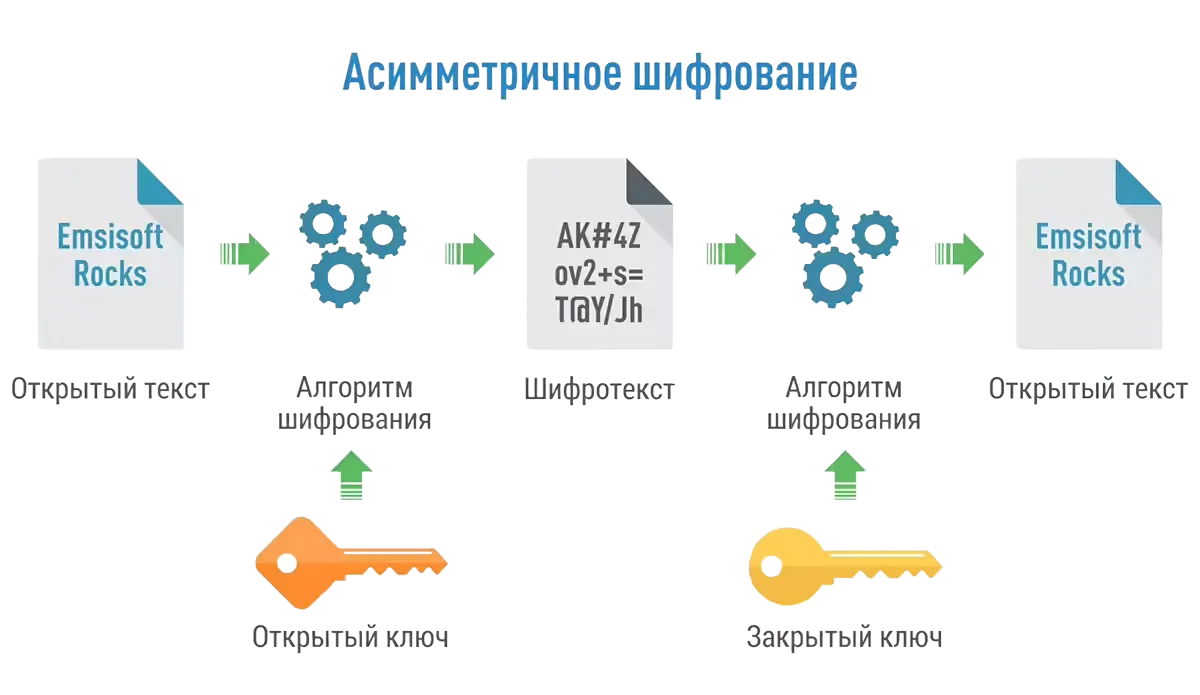 Асимметричное шифрование
Emsisoft
Rocks
AK#4Z
ov2+s=
T@Y/Jh
Emsisoft
Rocks
Открытый текст
Алгоритм
шифрования
Шифротекст
Алгоритм
шифрования
Открытый текст
Открытый ключ
Закрытый ключ